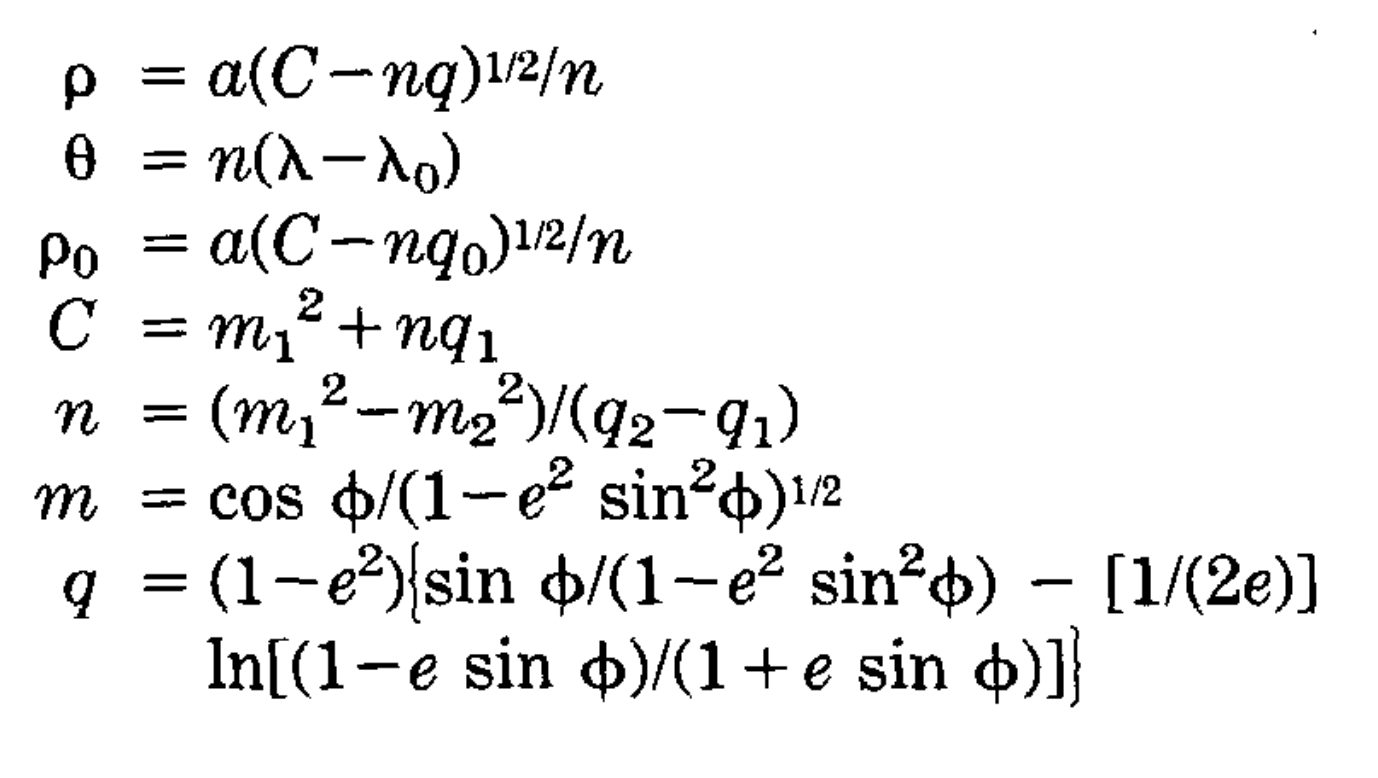 ρ = a(C−nq)^1/2/n
θ = n(λ−λ₀)
ρ₀ = a(C−nq₀)^1/2/n
C = m₁²+nq₁
n = (m₁²−m₂²)/(q₂−q₁)
m = cos ϕ/(1−e² sin²ϕ)^1/2
q = (1−e²){sin ϕ/(1−e² sin²ϕ) − [1/(2e)]
ln[(1−e sin ϕ)/(1+e sin ϕ)]}